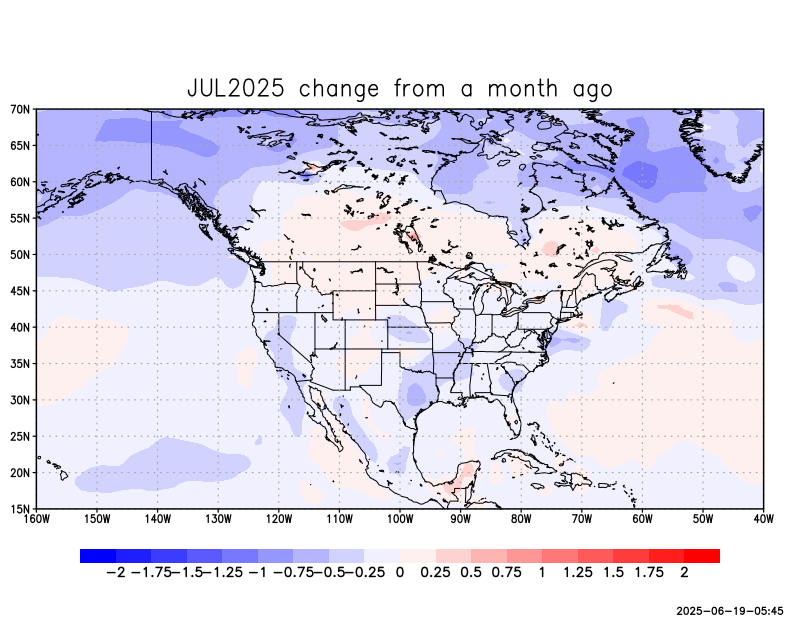 JUL2025 change from a month ago
70N
65N
60N
55N
50N
45N
40N
35N
30N
25N
20N
15N
160W 150W 140W 130W 120W 110W 100W 90W 80W 70W 60W 50W 40W
-2 -1.75 -1.5 -1.25 -1 -0.75 -0.5 -0.25 0 0.25 0.5 0.75 1 1.25 1.5 1.75 2
2025-06-19-05:45